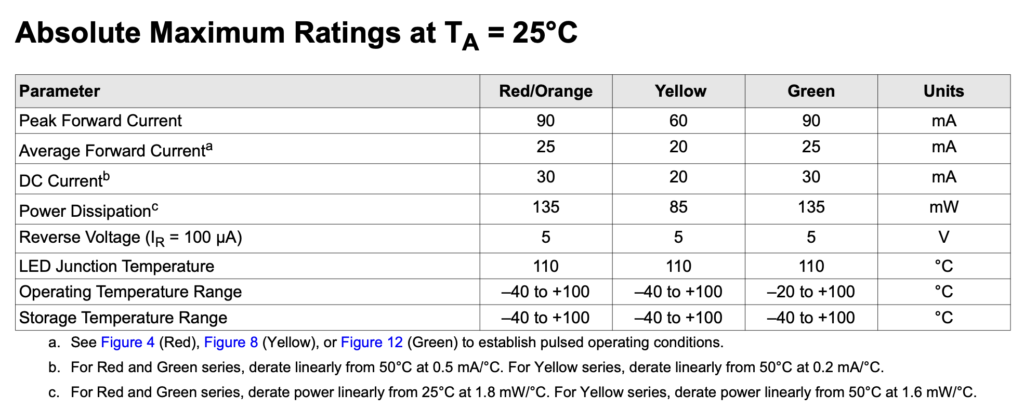 Absolute Maximum Ratings at TA = 25°C
Parameter Red/Orange Yellow Green Units
Peak Forward Current 90 60 90 mA
Average Forward Currentª 25 20 25 mA
DC Currentᵇ 30 20 30 mA
Power Dissipationᶜ 135 85 135 mW
Reverse Voltage (IR = 100 µA) 5 5 5 V
LED Junction Temperature 110 110 110 °C
Operating Temperature Range –40 to +100 –40 to +100 –20 to +100 °C
Storage Temperature Range –40 to +100 –40 to +100 –40 to +100 °C
a. See Figure 4 (Red), Figure 8 (Yellow), or Figure 12 (Green) to establish pulsed operating conditions.
b. For Red and Green series, derate linearly from 50°C at 0.5 mA/°C. For Yellow series, derate linearly from 50°C at 0.2 mA/°C.
c. For Red and Green series, derate power linearly from 25°C at 1.8 mW/°C. For Yellow series, derate power linearly from 50°C at 1.6 mW/°C.